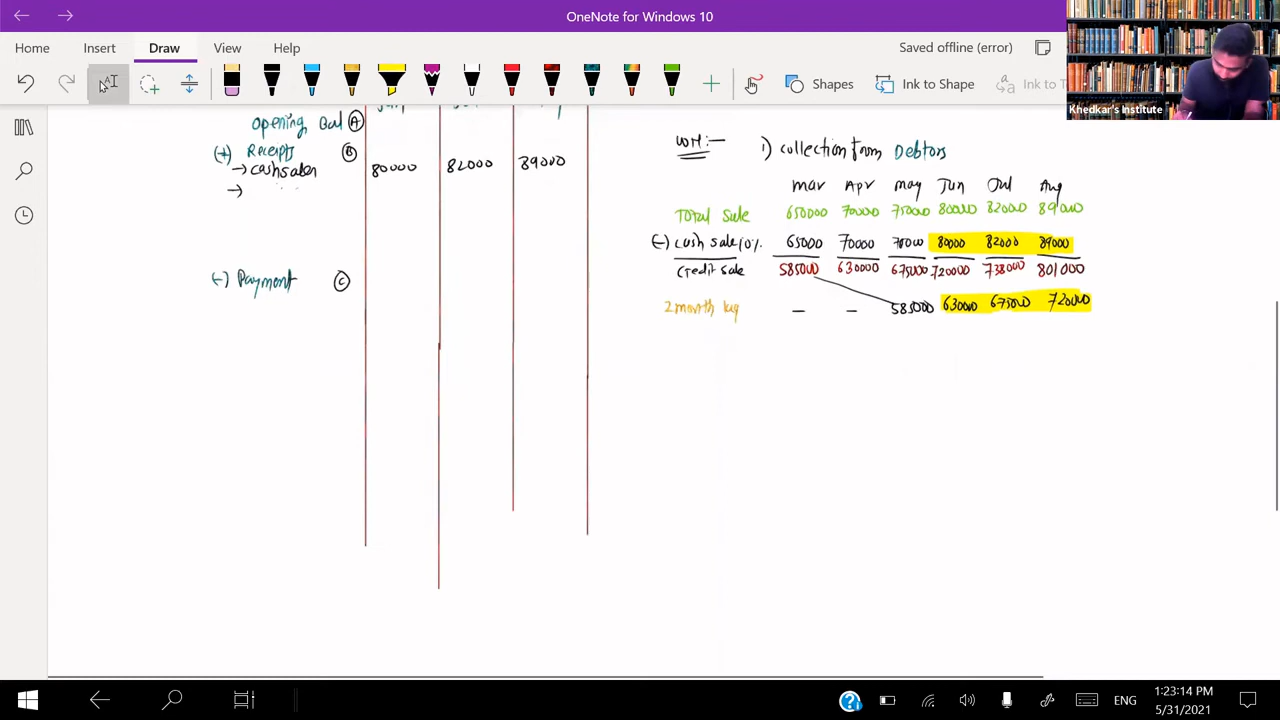 OneNote for Windows 10
Home Insert Draw View Help
Saved offline (error)
Shapes Ink to Shape Ink to
Khedkar's Institute
Opening Bal A
(+) Receipts B
→ cash sales 80000 82000 89000
→
(-) Payment C
WN:-
1) collection from Debtors
Mar Apr May Jun Jul Aug
Total Sale 650000 700000 750000 800000 820000 890000
(-) cash sale 10% 65000 70000 75000 80000 82000 89000
credit sale 585000 630000 675000 720000 738000 801000
2 month lag - - 585000 630000 675000 720000
ENG
1:23:14 PM
5/31/2021